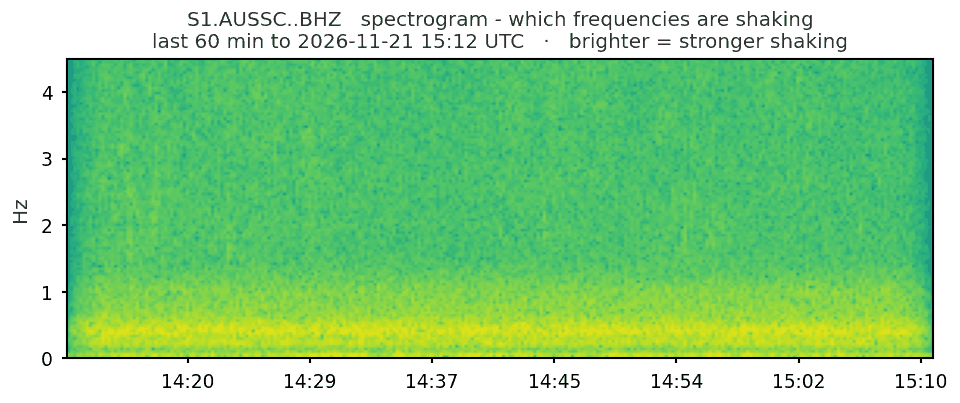 S1.AUSSC..BHZ   spectrogram - which frequencies are shaking
last 60 min to 2026-11-21 15:12 UTC   ·   brighter = stronger shaking
4
3
Hz
2
1
0
14:20 14:29 14:37 14:45 14:54 15:02 15:10